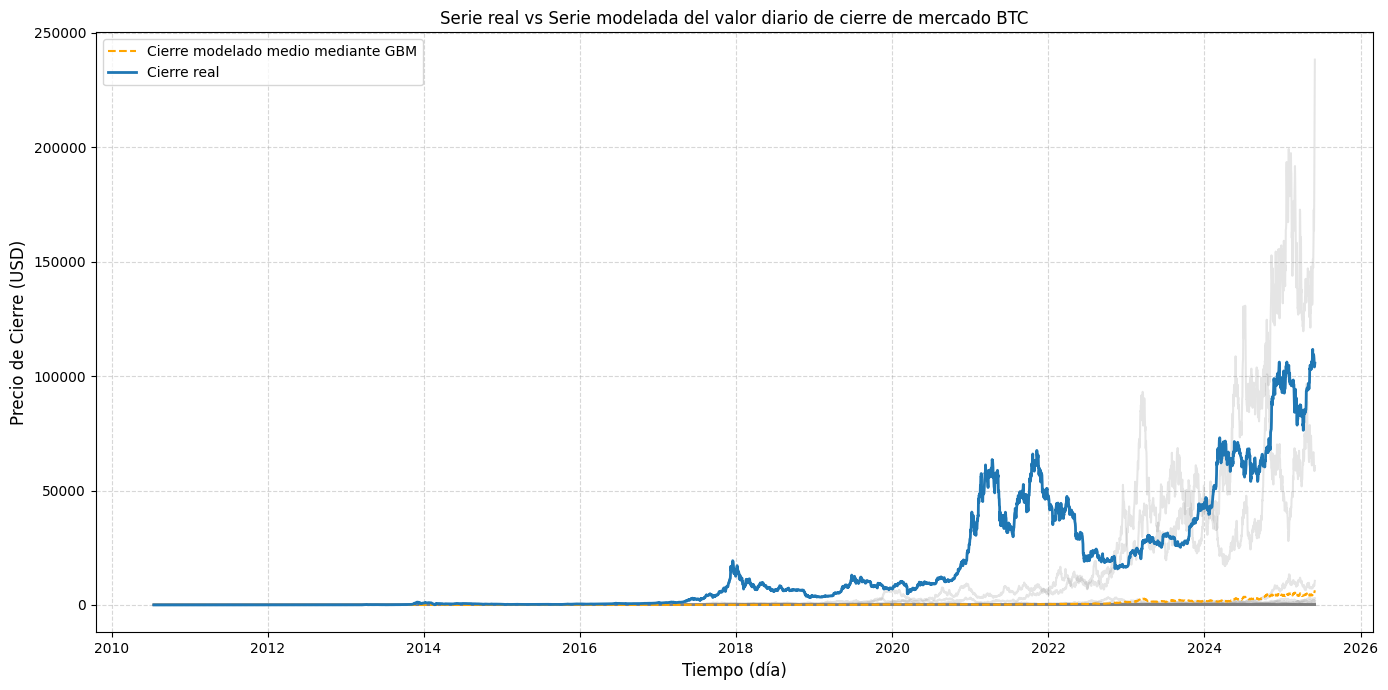 Serie real vs Serie modelada del valor diario de cierre de mercado BTC
Cierre modelado medio mediante GBM
Cierre real
Precio de Cierre (USD)
250000
200000
150000
100000
50000
0
2010 2012 2014 2016 2018 2020 2022 2024 2026
Tiempo (día)